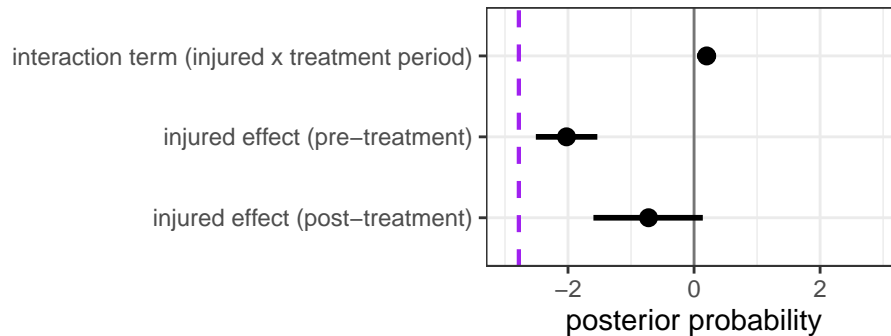 interaction term (injured x treatment period)
injured effect (pre−treatment)
injured effect (post−treatment)
−2 0 2
posterior probability